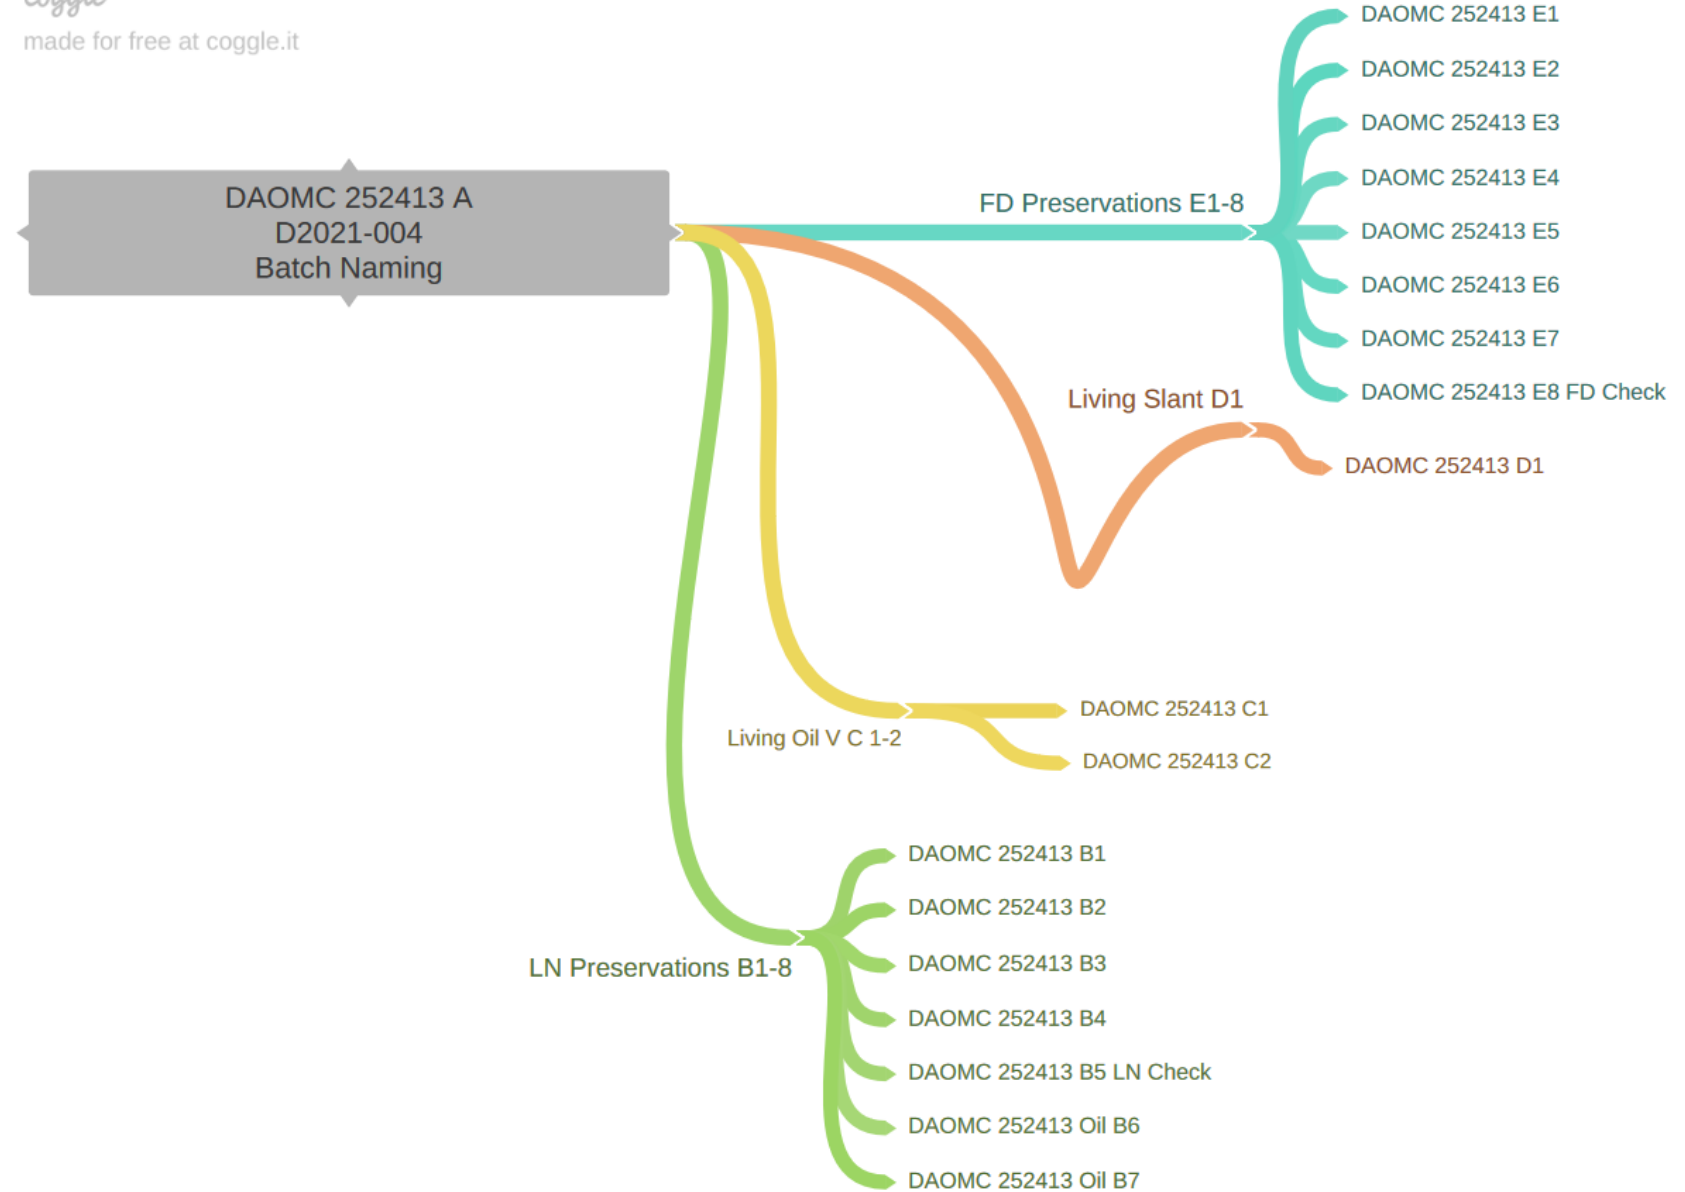 coggle
made for free at coggle.it
DAOMC 252413 A
D2021-004
Batch Naming
FD Preservations E1-8
DAOMC 252413 E1
DAOMC 252413 E2
DAOMC 252413 E3
DAOMC 252413 E4
DAOMC 252413 E5
DAOMC 252413 E6
DAOMC 252413 E7
DAOMC 252413 E8 FD Check
Living Slant D1
DAOMC 252413 D1
Living Oil V C 1-2
DAOMC 252413 C1
DAOMC 252413 C2
LN Preservations B1-8
DAOMC 252413 B1
DAOMC 252413 B2
DAOMC 252413 B3
DAOMC 252413 B4
DAOMC 252413 B5 LN Check
DAOMC 252413 Oil B6
DAOMC 252413 Oil B7